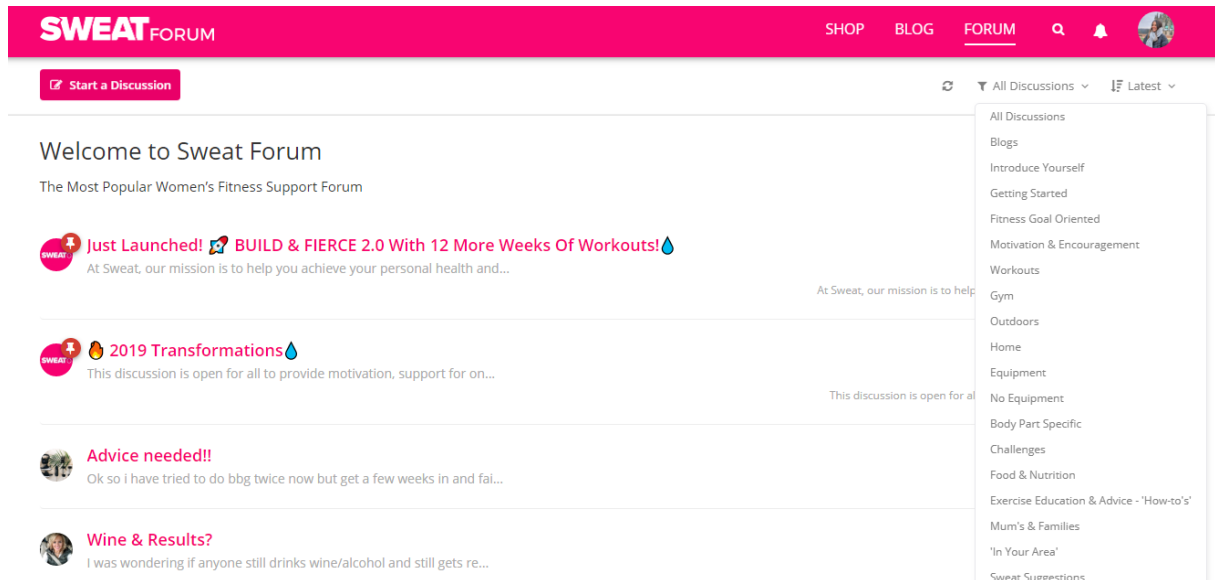 SWEAT FORUM
SHOP BLOG FORUM
Start a Discussion
All Discussions
Latest
Welcome to Sweat Forum
The Most Popular Women's Fitness Support Forum
SWEAT
Just Launched! 🚀 BUILD & FIERCE 2.0 With 12 More Weeks Of Workouts!💧
At Sweat, our mission is to help you achieve your personal health and...
At Sweat, our mission is to help
SWEAT
🔥 2019 Transformations💧
This discussion is open for all to provide motivation, support for on...
This discussion is open for al
Advice needed!!
Ok so i have tried to do bbg twice now but get a few weeks in and fai...
Wine & Results?
I was wondering if anyone still drinks wine/alcohol and still gets re...
All Discussions
Blogs
Introduce Yourself
Getting Started
Fitness Goal Oriented
Motivation & Encouragement
Workouts
Gym
Outdoors
Home
Equipment
No Equipment
Body Part Specific
Challenges
Food & Nutrition
Exercise Education & Advice - 'How-to's'
Mum's & Families
'In Your Area'
Sweat Suggestions